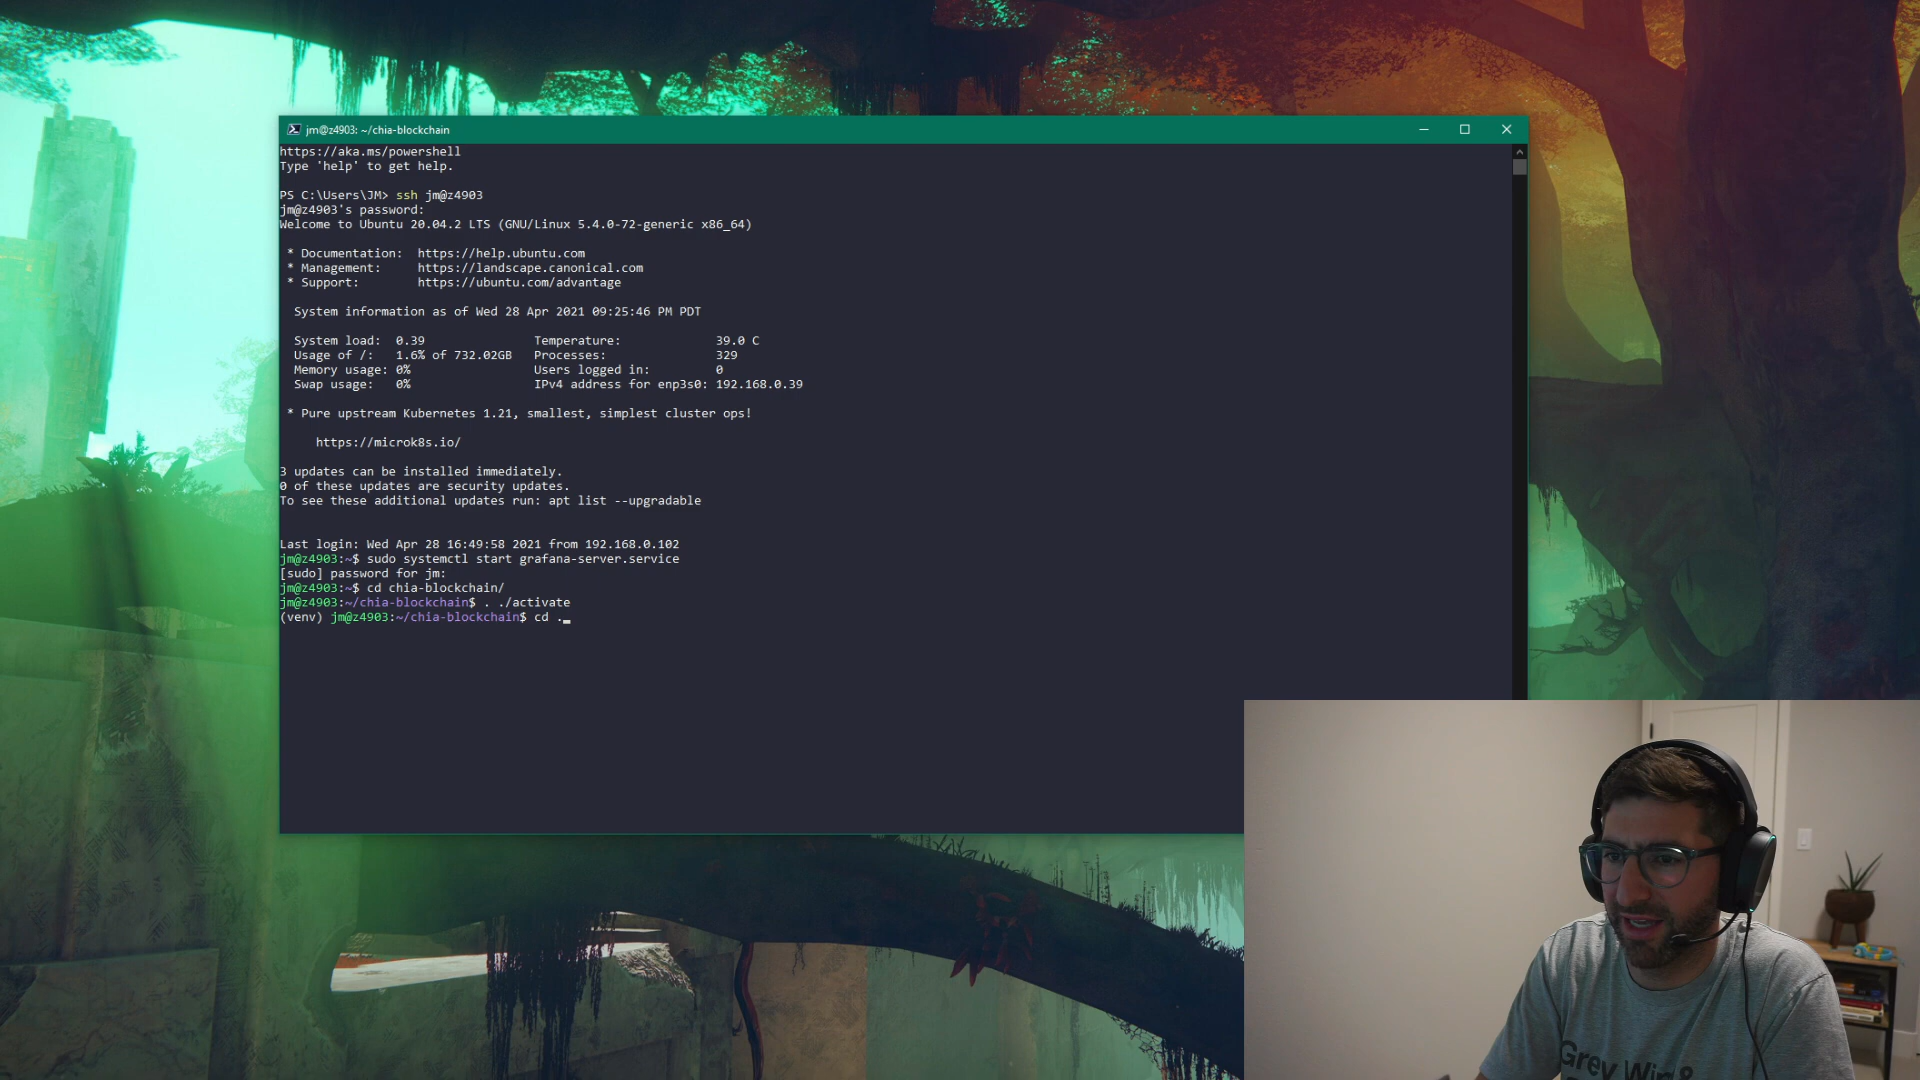 jm@z4903: ~/chia-blockchain
https://aka.ms/powershell
Type 'help' to get help.
PS C:\Users\JM> ssh jm@z4903
jm@z4903's password:
Welcome to Ubuntu 20.04.2 LTS (GNU/Linux 5.4.0-72-generic x86_64)
* Documentation: https://help.ubuntu.com
* Management: https://landscape.canonical.com
* Support: https://ubuntu.com/advantage
System information as of Wed 28 Apr 2021 09:25:46 PM PDT
System load: 0.39 Temperature: 39.0 C
Usage of /: 1.6% of 732.02GB Processes: 329
Memory usage: 0% Users logged in: 0
Swap usage: 0% IPv4 address for enp3s0: 192.168.0.39
* Pure upstream Kubernetes 1.21, smallest, simplest cluster ops!
https://microk8s.io/
3 updates can be installed immediately.
0 of these updates are security updates.
To see these additional updates run: apt list --upgradable
Last login: Wed Apr 28 16:49:58 2021 from 192.168.0.102
jm@z4903:~$ sudo systemctl start grafana-server.service
[sudo] password for jm:
jm@z4903:~$ cd chia-blockchain/
jm@z4903:~/chia-blockchain$ . ./activate
(venv) jm@z4903:~/chia-blockchain$ cd ._
Grey